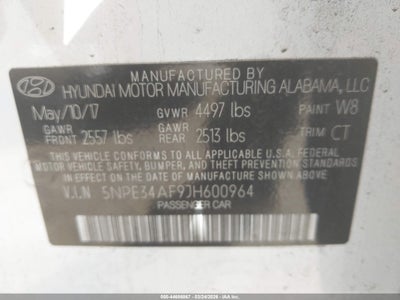 MANUFACTURED BY
HYUNDAI MOTOR MANUFACTURING ALABAMA, LLC
May/10/17 GVWR 4497 lbs PAINT W8
GAWR FRONT 2557 lbs GAWR REAR 2513 lbs TRIM CT
THIS VEHICLE CONFORMS TO ALL APPLICABLE FEDERAL
MOTOR VEHICLE SAFETY, BUMPER, AND THEFT PREVENTION
STANDARDS IN EFFECT ON THE DATE OF MANUFACTURE SHOWN ABOVE.
V.I.N 5NPE34AF9JH600964
PASSENGER CAR